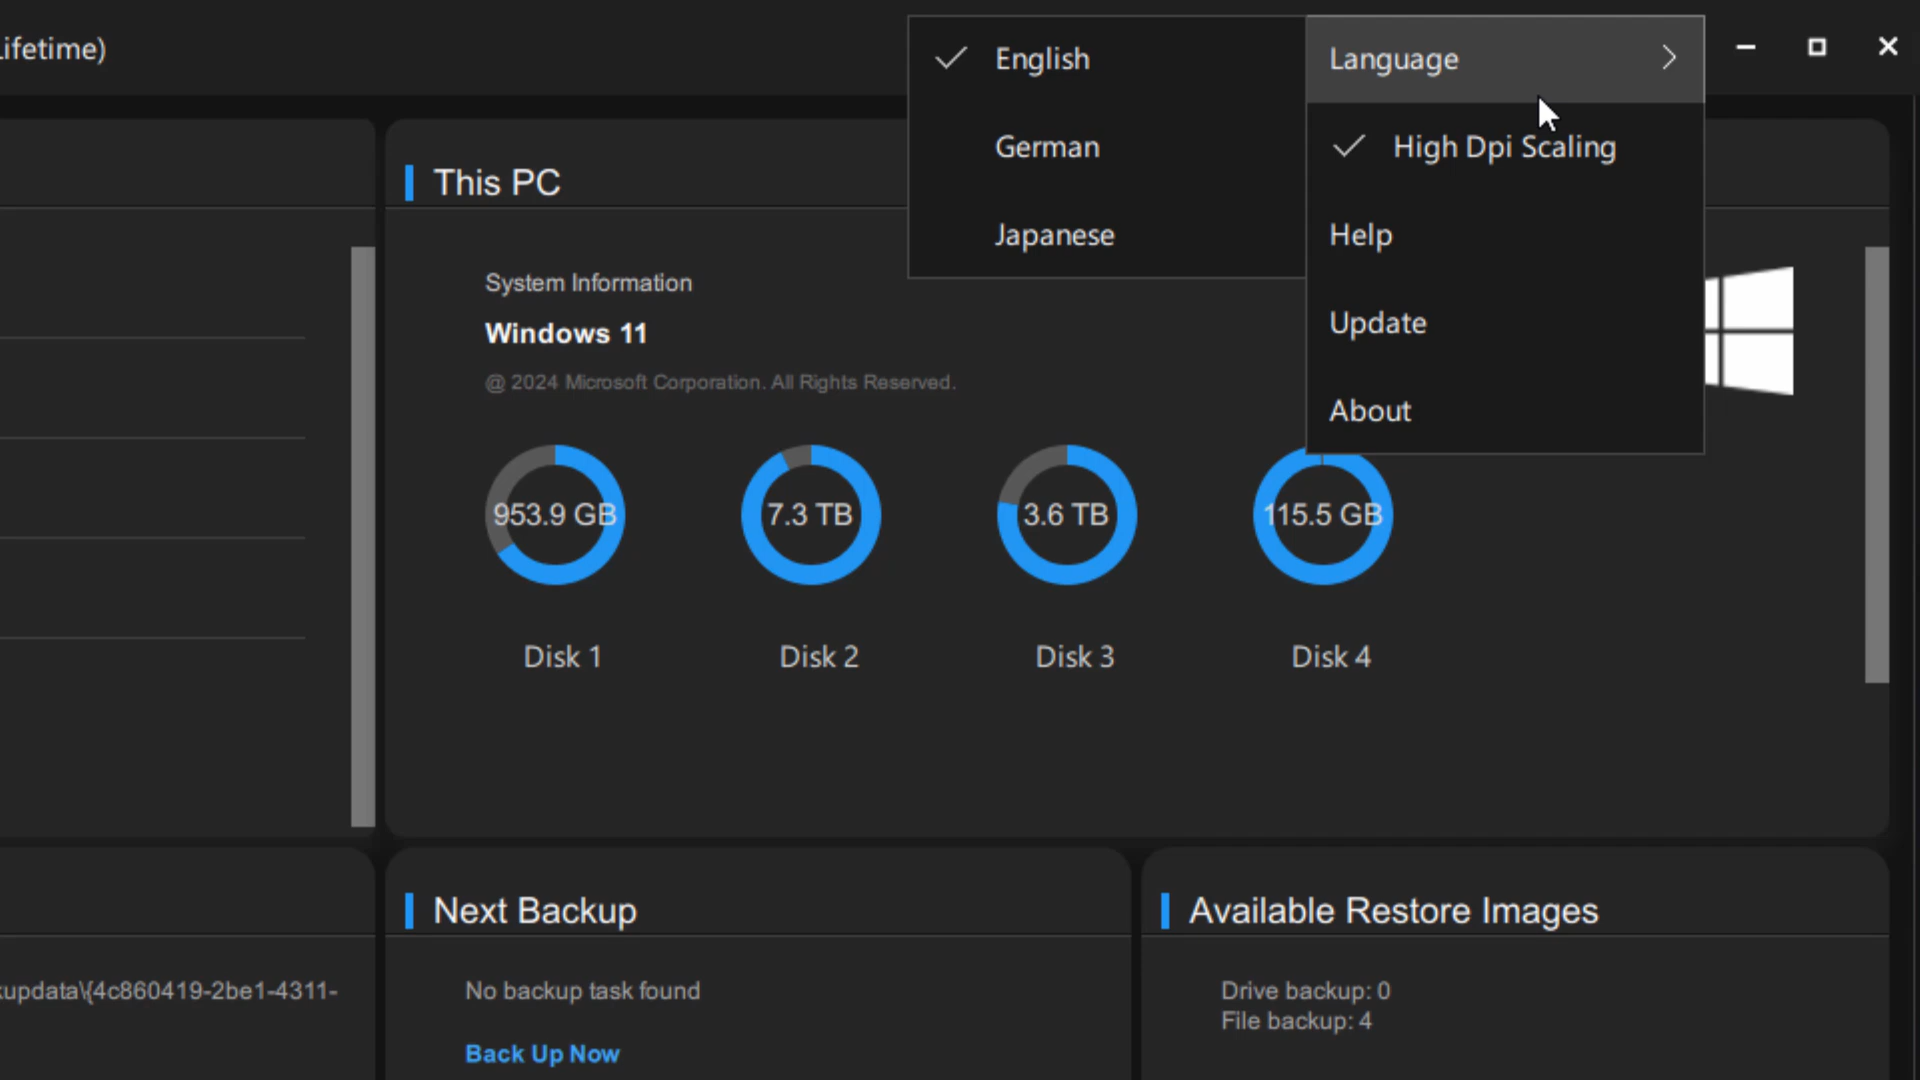 Lifetime)
English
German
Japanese
Language
High Dpi Scaling
Help
Update
About
This PC
System Information
Windows 11
@ 2024 Microsoft Corporation. All Rights Reserved.
953.9 GB
7.3 TB
3.6 TB
115.5 GB
Disk 1
Disk 2
Disk 3
Disk 4
Next Backup
No backup task found
Back Up Now
Available Restore Images
Drive backup: 0
File backup: 4
kupdata\{4c860419-2be1-4311-